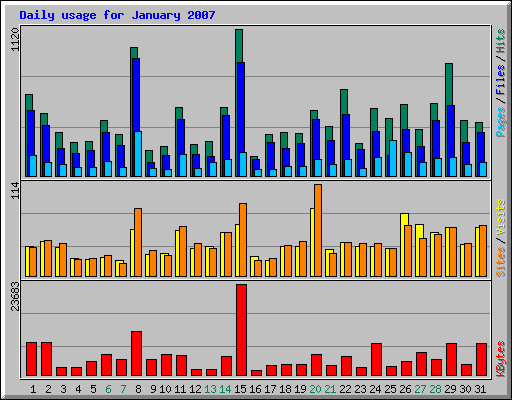 Daily usage for January 2007
1120
Pages / Files / Hits
114
Sites / Visits
23683
KBytes
1 2 3 4 5 6 7 8 9 10 11 12 13 14 15 16 17 18 19 20 21 22 23 24 25 26 27 28 29 30 31